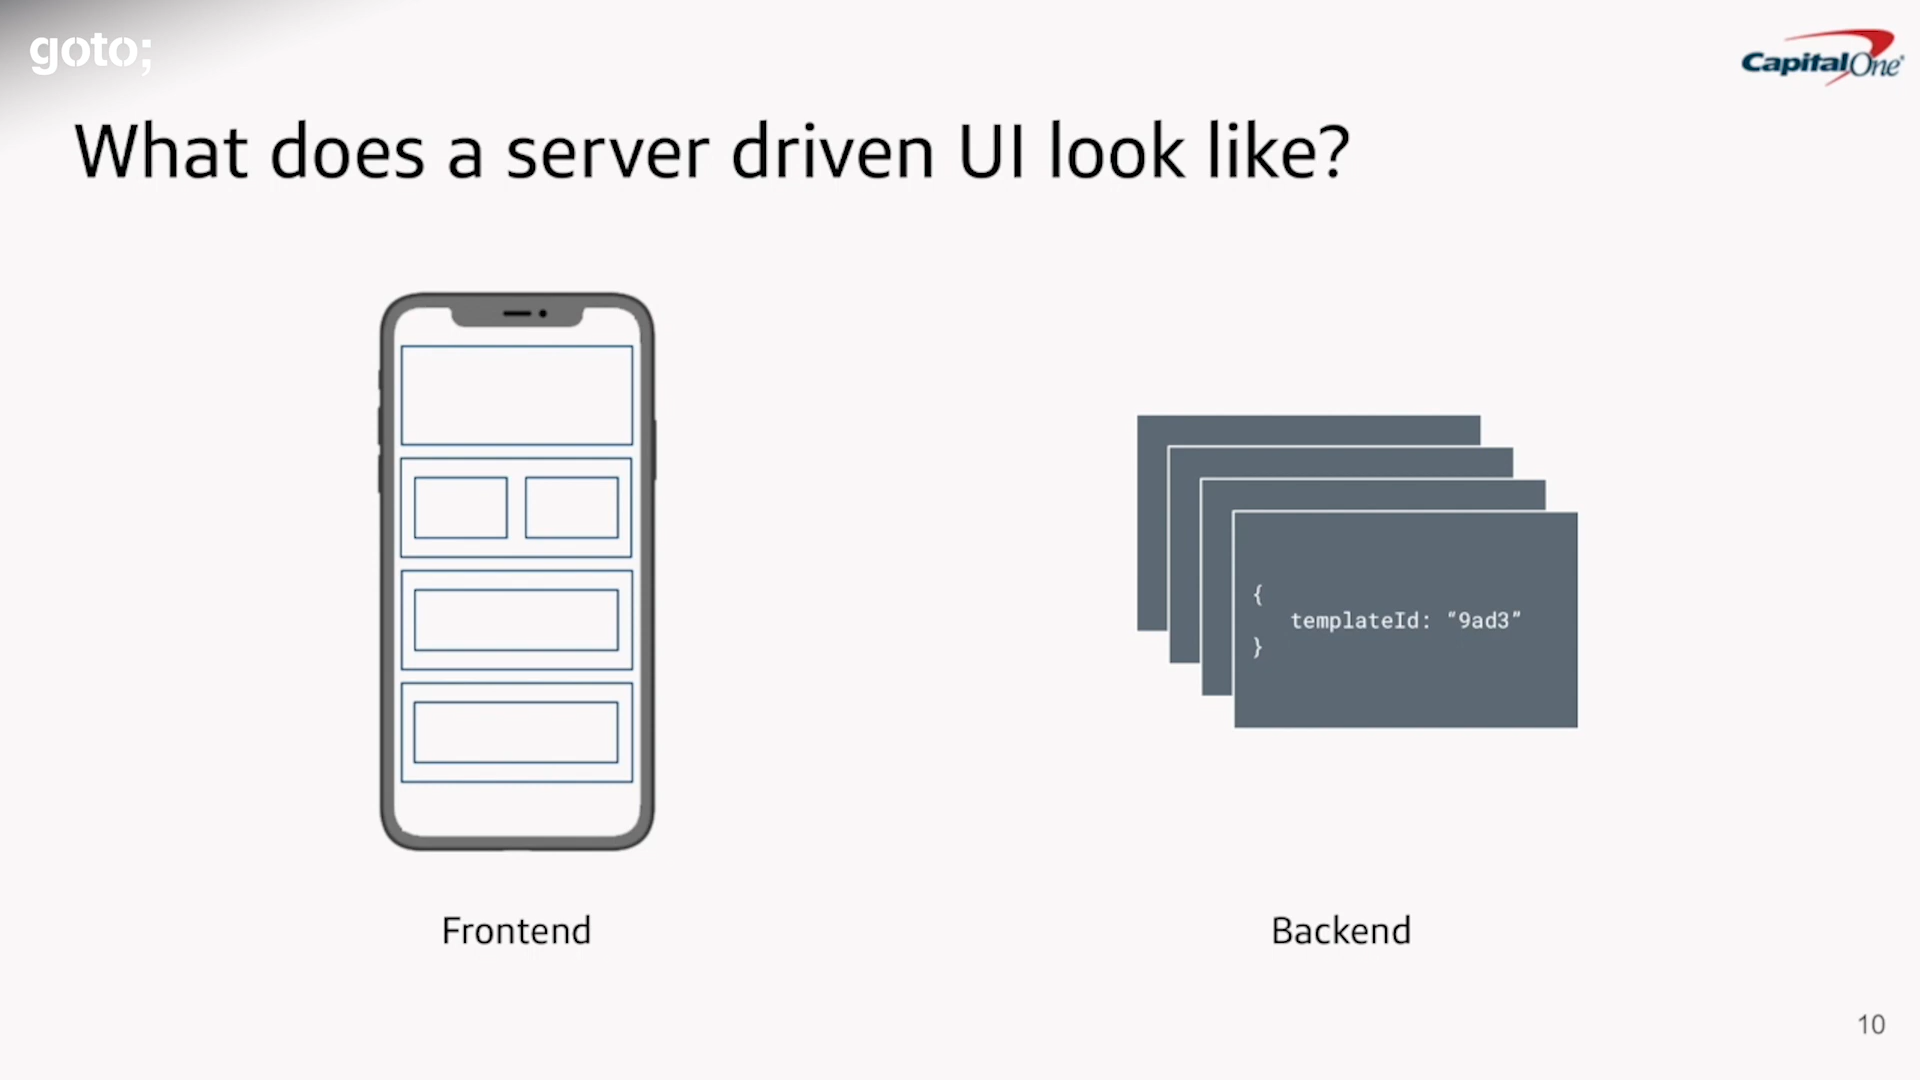 goto;
CapitalOne
What does a server driven UI look like?
{
templateId: “9ad3”
}
Frontend
Backend
10